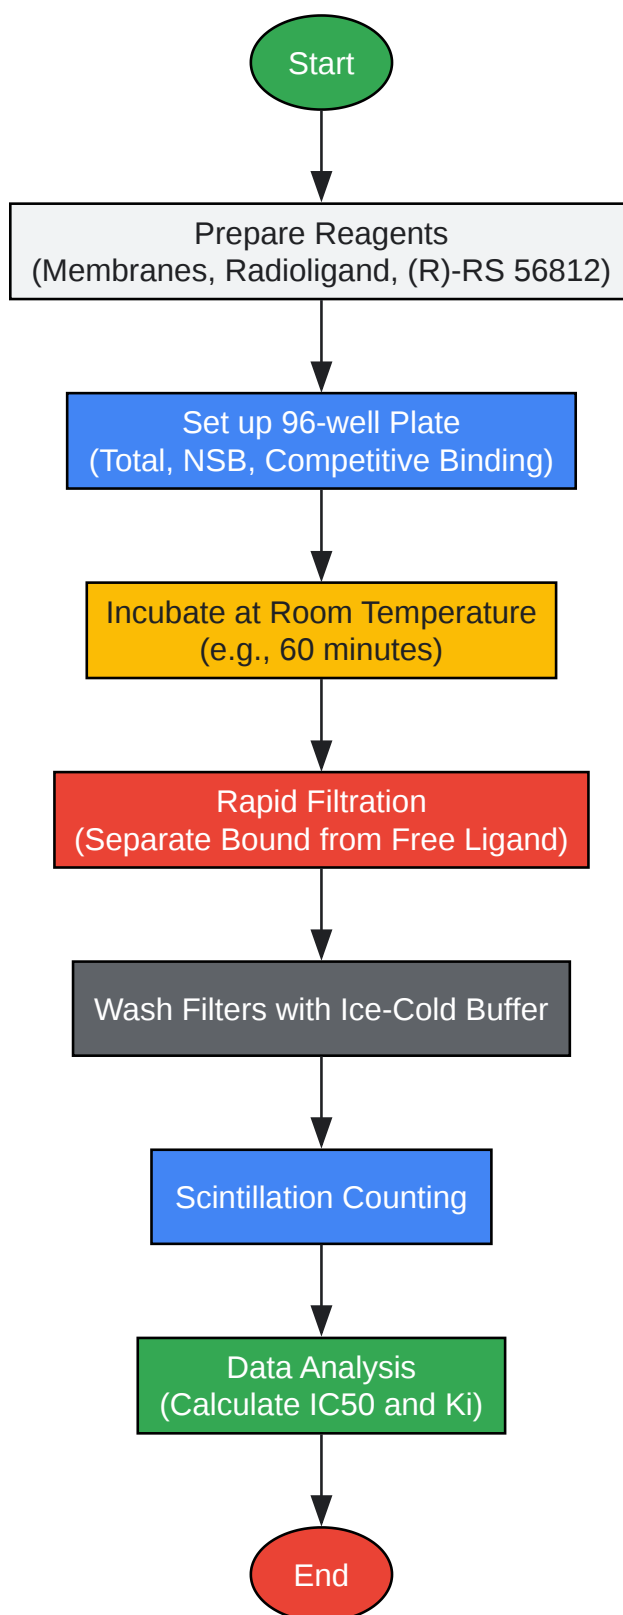 Start
Prepare Reagents
(Membranes, Radioligand, (R)-RS 56812)
Set up 96-well Plate
(Total, NSB, Competitive Binding)
Incubate at Room Temperature
(e.g., 60 minutes)
Rapid Filtration
(Separate Bound from Free Ligand)
Wash Filters with Ice-Cold Buffer
Scintillation Counting
Data Analysis
(Calculate IC50 and Ki)
End